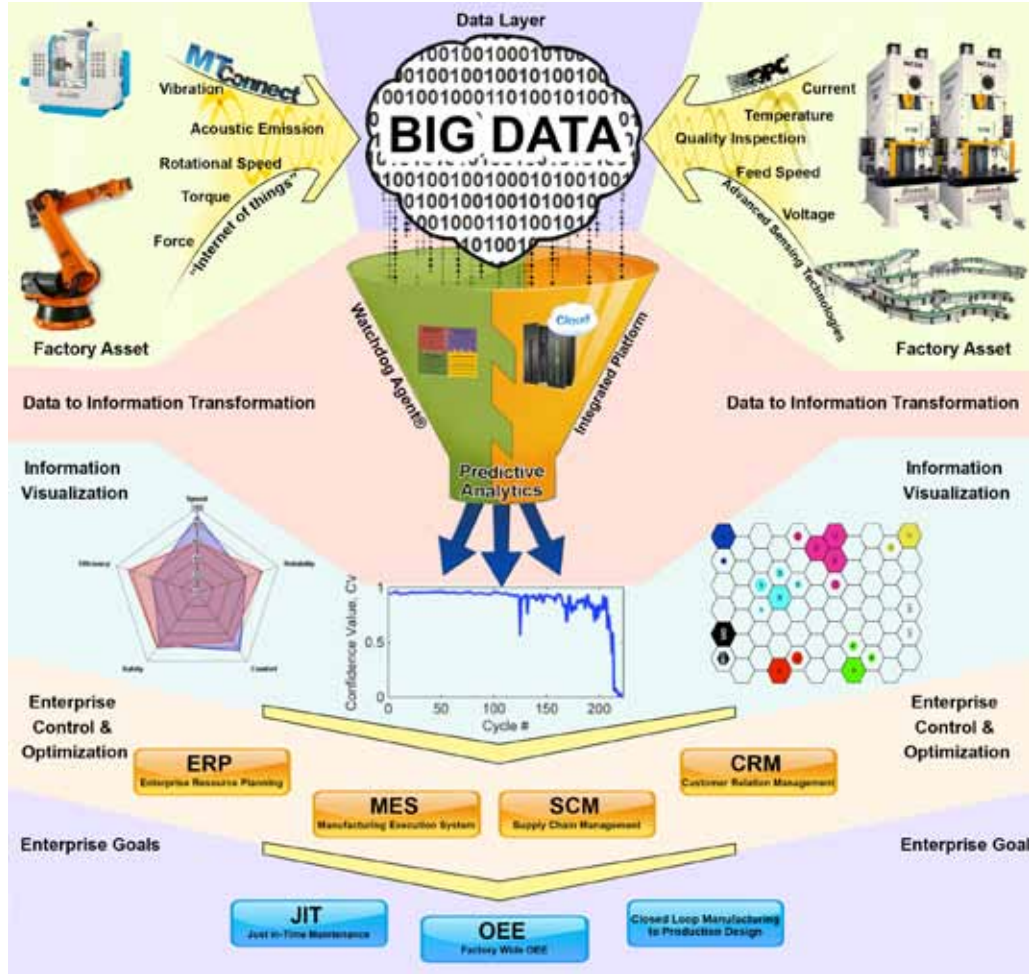 Data Layer
MTConnect
Vibration
Acoustic Emission
Rotational Speed
Torque
Force
"Internet of things"
Factory Asset
BIG DATA
OPC
Current
Temperature
Quality Inspection
Feed Speed
Voltage
Advanced Sensing Technologies
Factory Asset
Watchdog Agent®
Cloud
Integrated Platform
Data to Information Transformation
Data to Information Transformation
Predictive
Analytics
Information
Visualization
Information
Visualization
Speed
Efficiency
Reliability
Safety
Comfort
Confidence Value, CV
1
0.5
0
0
50
100
150
200
Cycle #
Enterprise
Control &
Optimization
Enterprise
Control &
Optimization
ERP
Enterprise Resource Planning
CRM
Customer Relation Management
MES
Manufacturing Execution System
SCM
Supply Chain Management
Enterprise Goals
Enterprise Goal
JIT
Just in-Time Maintenance
OEE
Factory Wide OEE
Closed Loop Manufacturing
to Production Design